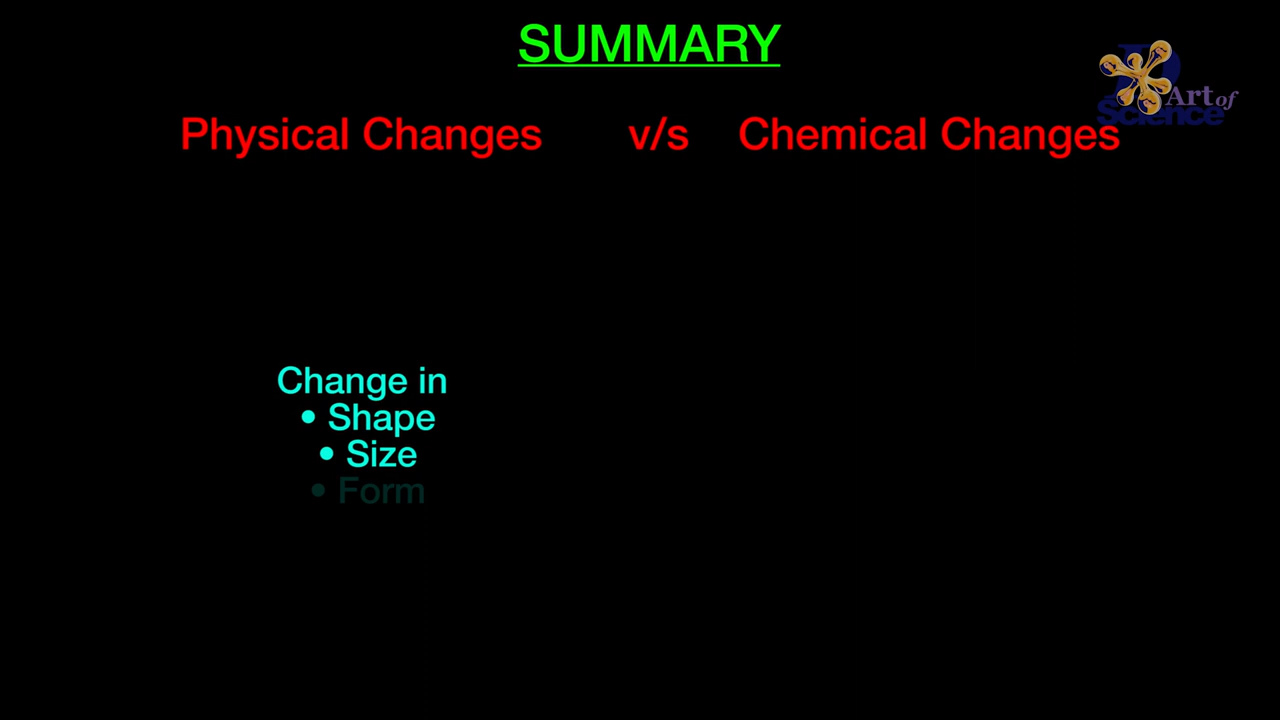 SUMMARY
Physical Changes v/s Chemical Changes
Art of
Science
Change in
• Shape
• Size
• Form